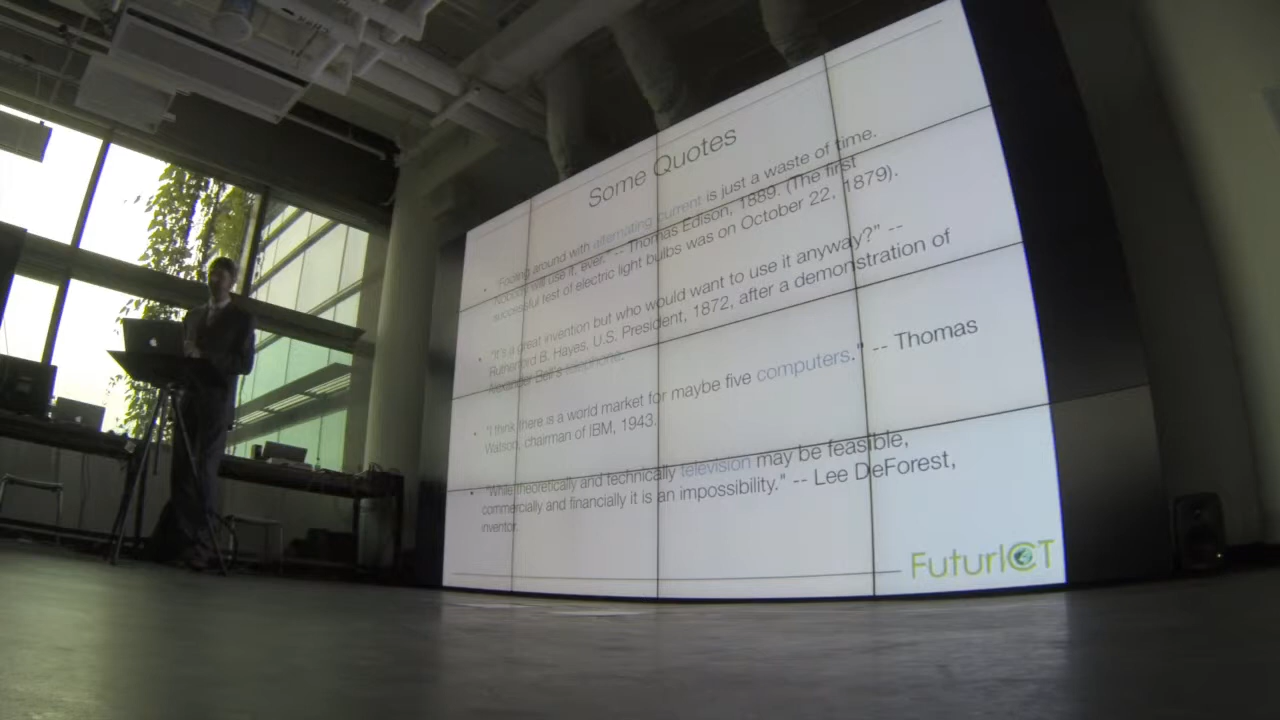 Some Quotes
• "Fooling around with alternating current is just a waste of time.
Nobody will use it, ever." -- Thomas Edison, 1889. (The first
successful test of electric light bulbs was on October 22, 1879).
• "It's a great invention but who would want to use it anyway?" --
Rutherford B. Hayes, U.S. President, 1872, after a demonstration of
Alexander Bell's telephone.
• "I think there is a world market for maybe five computers." -- Thomas
Watson, chairman of IBM, 1943.
• "While theoretically and technically television may be feasible,
commercially and financially it is an impossibility." -- Lee DeForest,
inventor.
FuturICT